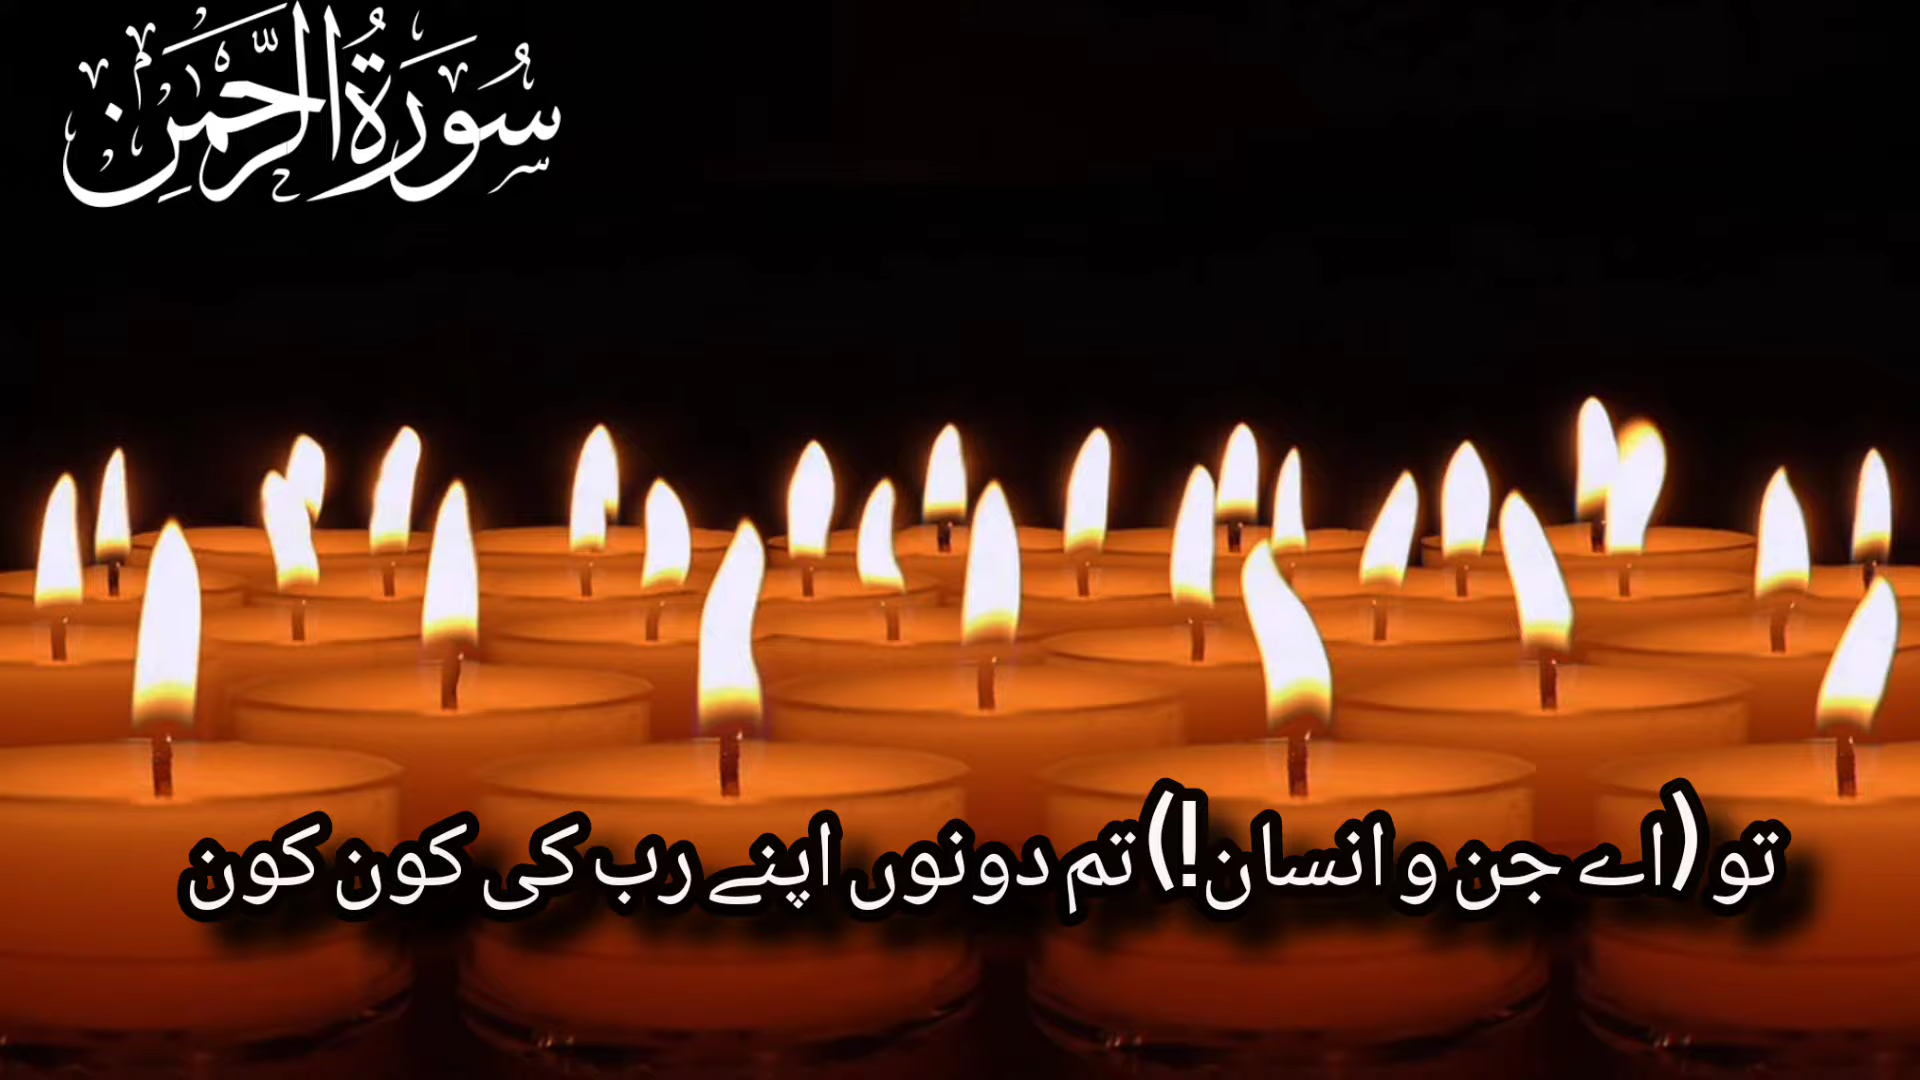 سُورَةُ الرَّحْمٰنِ
تو (اے جن و انسان!) تم دونوں اپنے رب کی کون کون